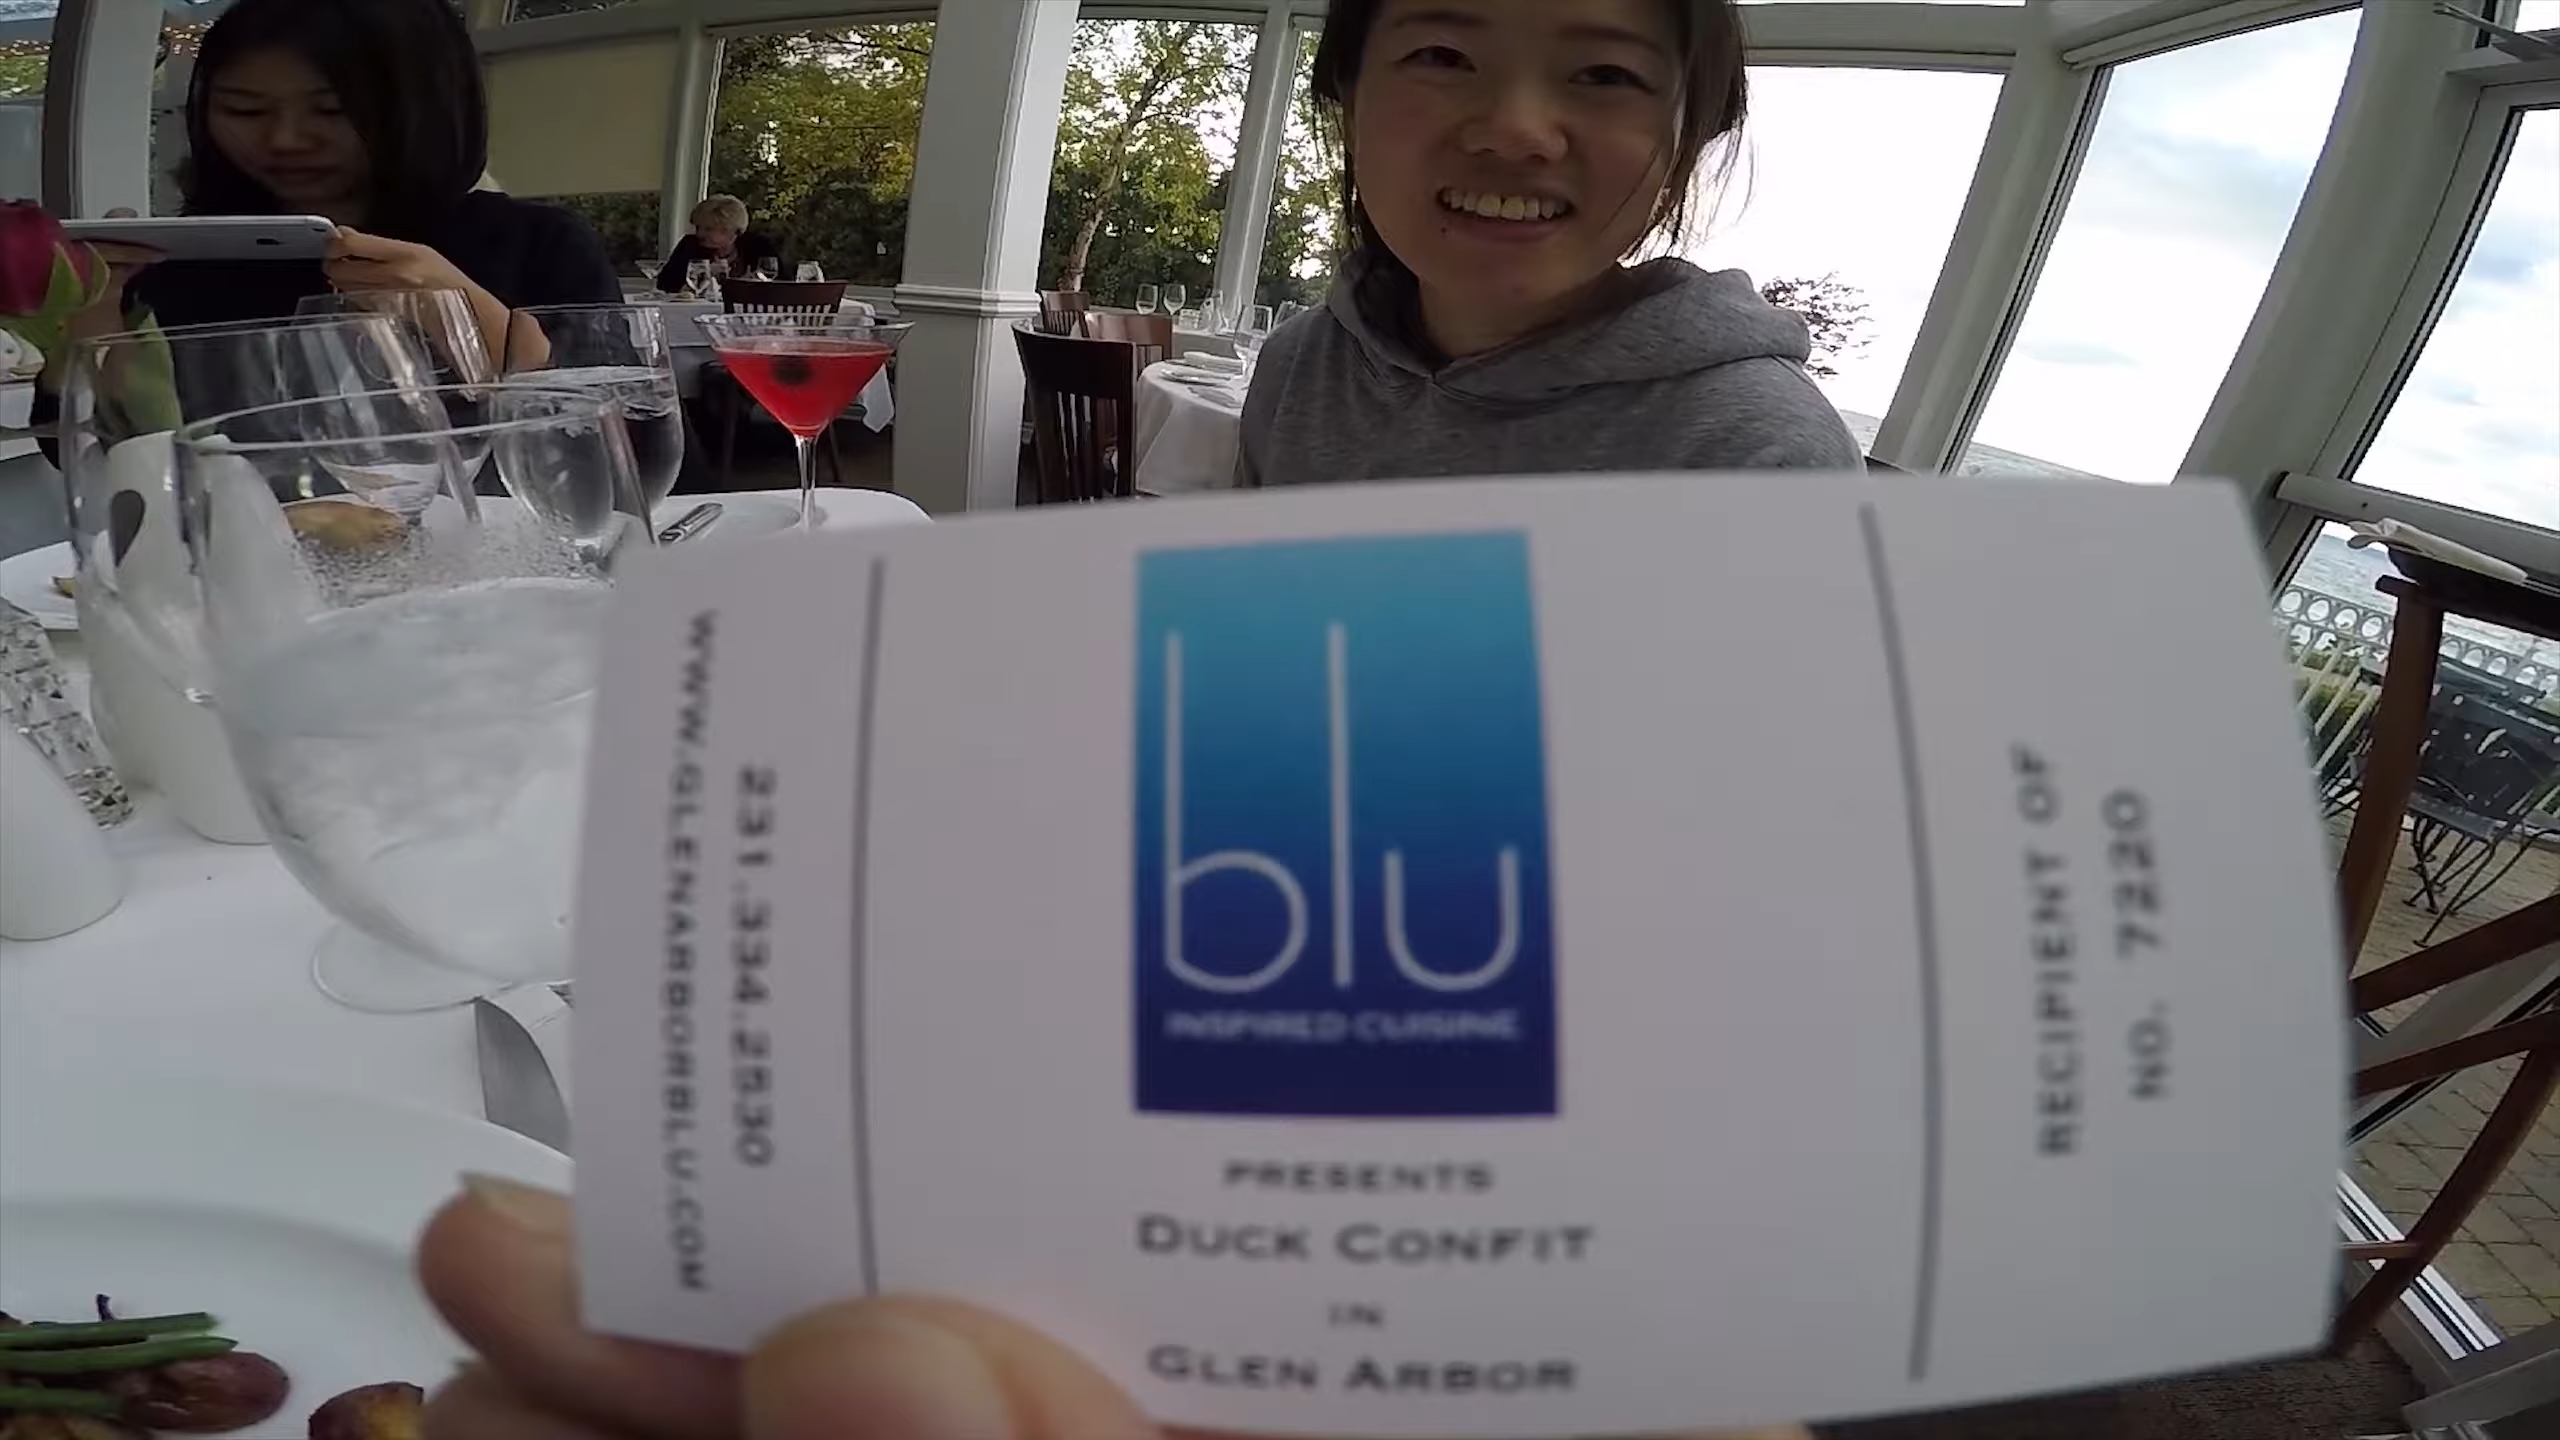 WWW.GLENARBORBLU.COM
231.334.2530
blu
INSPIRED CUISINE
PRESENTS
DUCK CONFIT
IN
GLEN ARBOR
RECIPIENT OF
NO. 7220